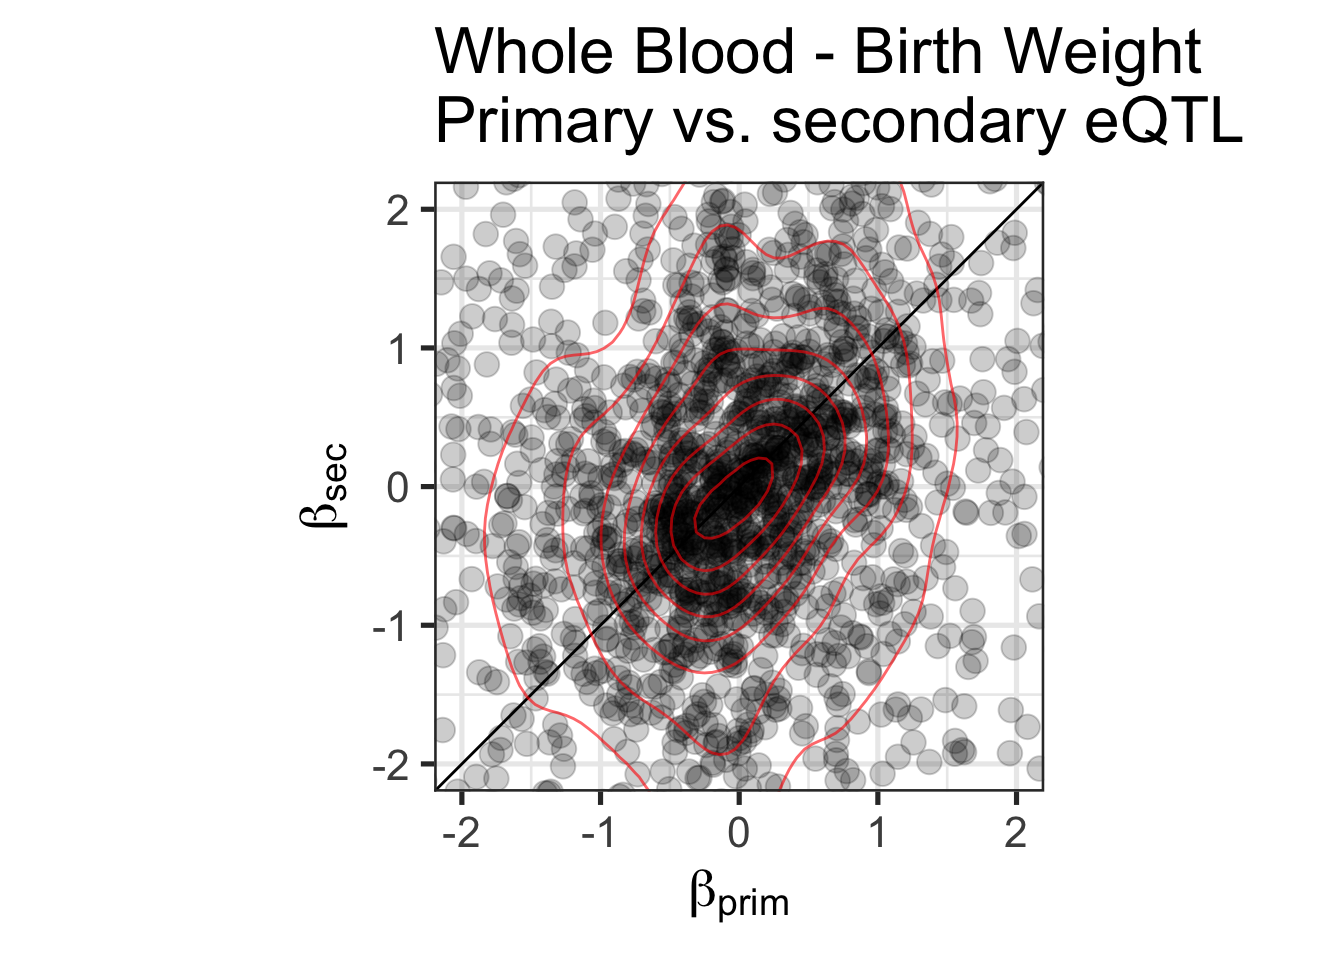 Whole Blood - Birth Weight
Primary vs. secondary eQTL
2
1
0
-1
-2
βsec
-2 -1 0 1 2
βprim